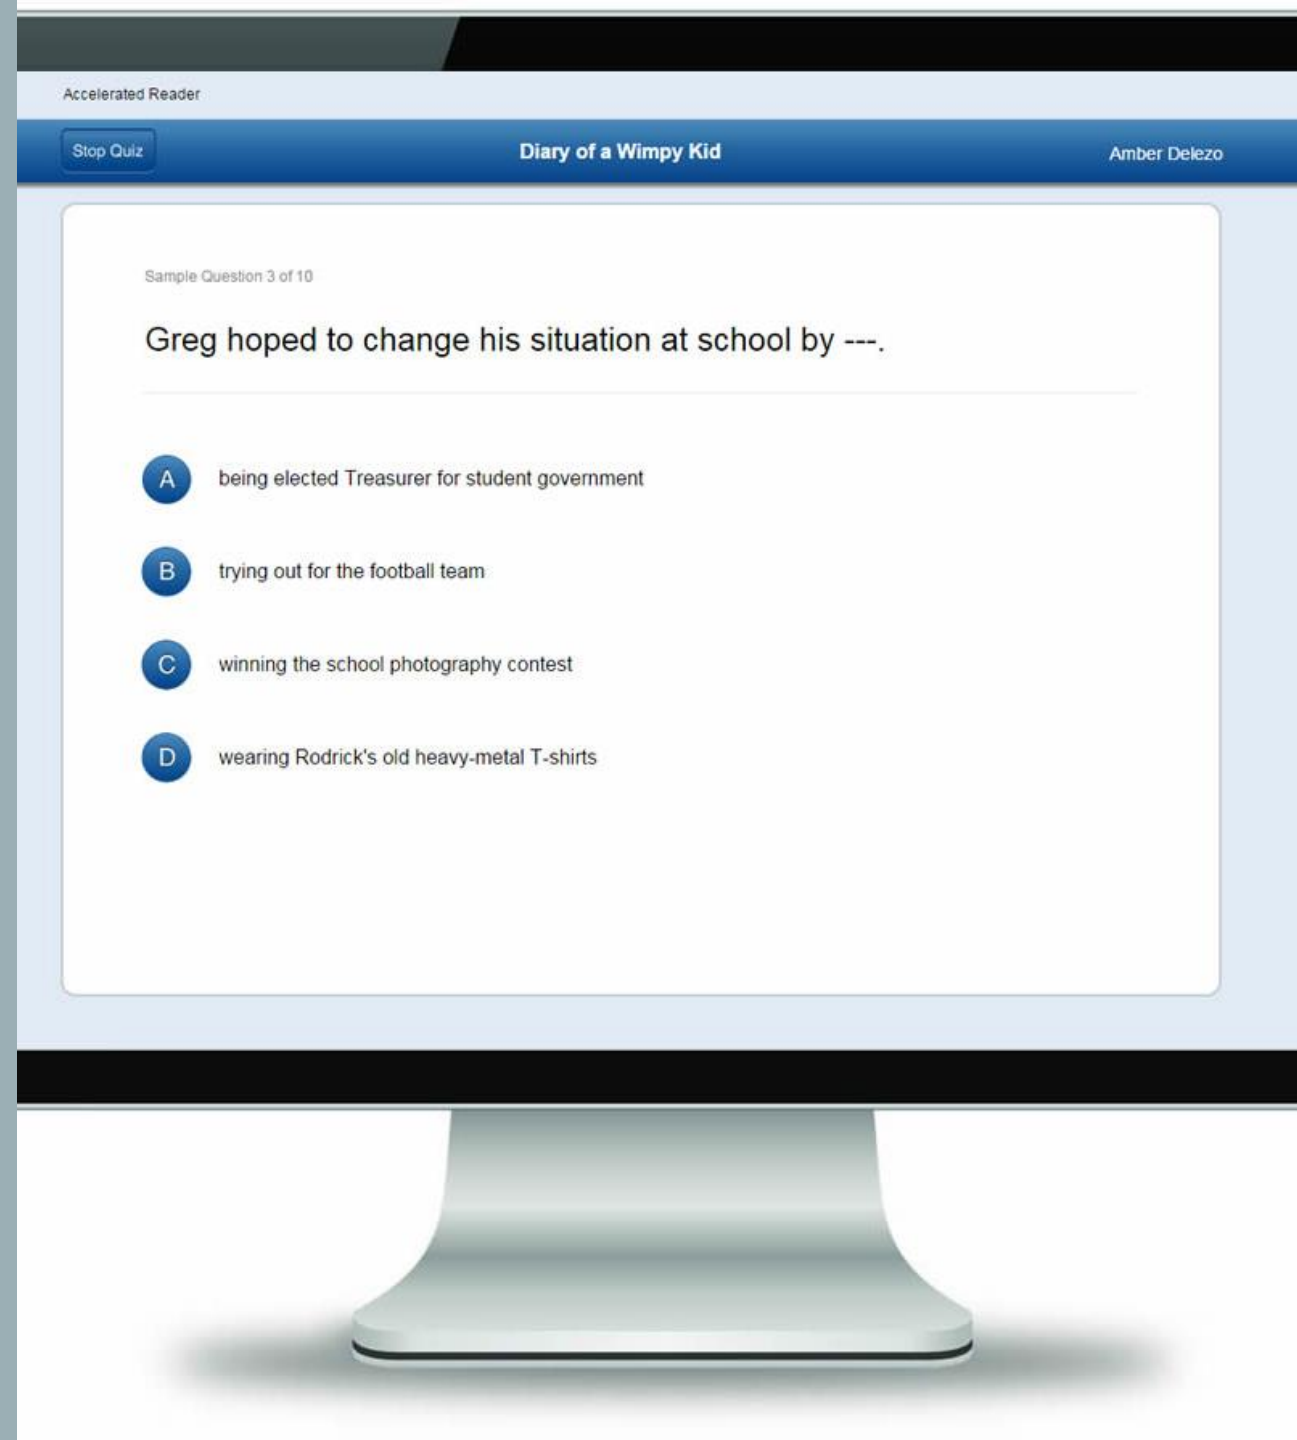 Accelerated Reader
Stop Quiz
Diary of a Wimpy Kid
Amber Delezo
Sample Question 3 of 10
Greg hoped to change his situation at school by ---.
A being elected Treasurer for student government
B trying out for the football team
C winning the school photography contest
D wearing Rodrick's old heavy-metal T-shirts